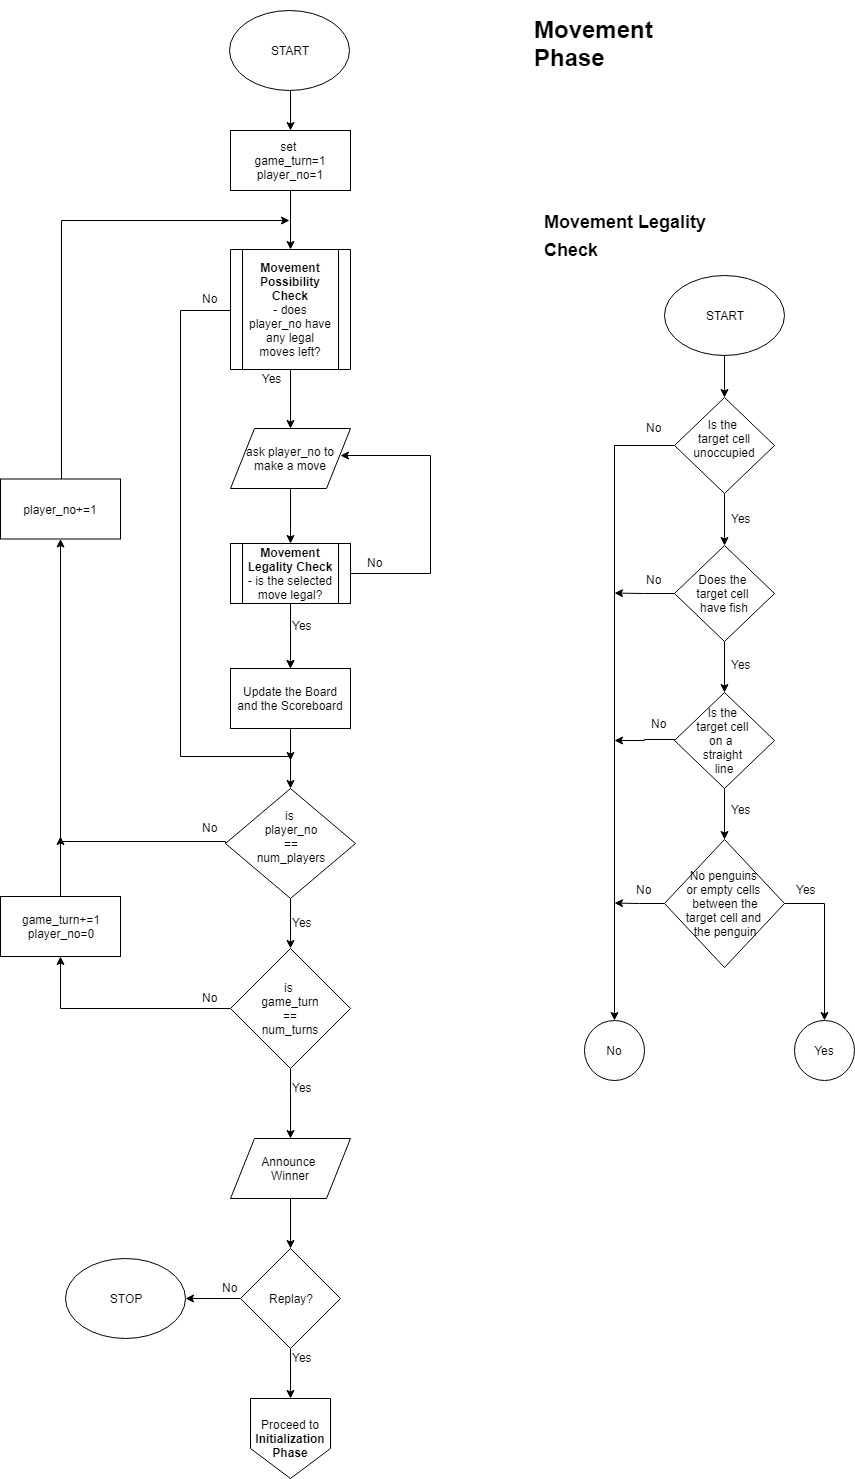 Movement
Phase
START
set
game_turn=1
player_no=1
Movement
Possibility
Check
- does
player_no have
any legal
moves left?
No
Yes
ask player_no to
make a move
Movement
Legality Check
- is the selected
move legal?
No
Yes
Update the Board
and the Scoreboard
is
player_no
==
num_players
No
player_no+=1
Yes
is
game_turn
==
num_turns
No
game_turn+=1
player_no=0
Yes
Announce
Winner
Replay?
No
STOP
Yes
Proceed to
Initialization
Phase
Movement Legality
Check
START
Is the
target cell
unoccupied
No
Yes
Does the
target cell
have fish
No
Yes
Is the
target cell
on a
straight
line
No
Yes
No penguins
or empty cells
between the
target cell and
the penguin
No
Yes
No
Yes